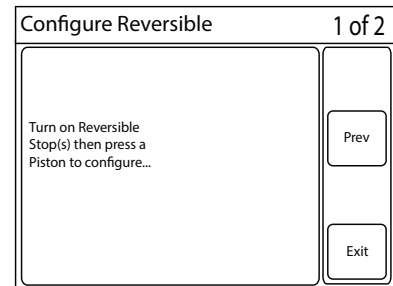 Configure Reversible 1 of 2
Turn on Reversible
Stop(s) then press a
Piston to configure...
Prev
Exit